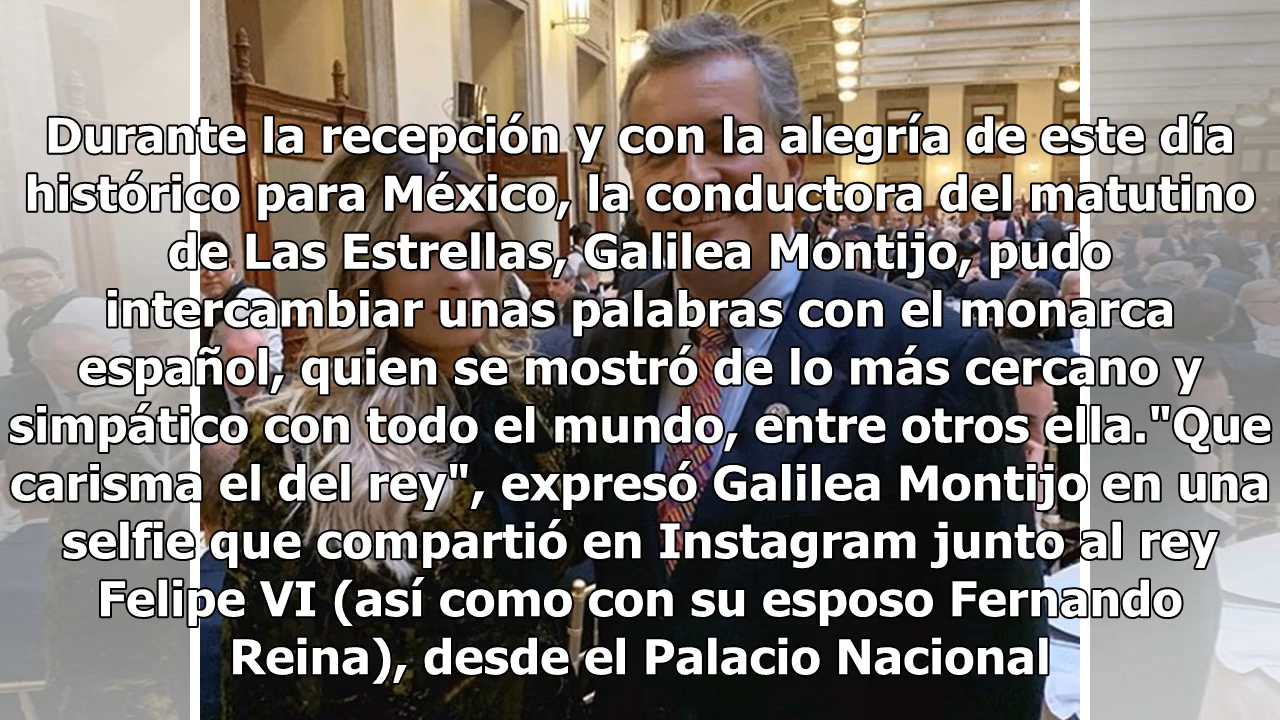 Durante la recepción y con la alegría de este día
histórico para México, la conductora del matutino
de Las Estrellas, Galilea Montijo, pudo
intercambiar unas palabras con el monarca
español, quien se mostró de lo más cercano y
simpático con todo el mundo, entre otros ella."Que
carisma el del rey", expresó Galilea Montijo en una
selfie que compartió en Instagram junto al rey
Felipe VI (así como con su esposo Fernando
Reina), desde el Palacio Nacional